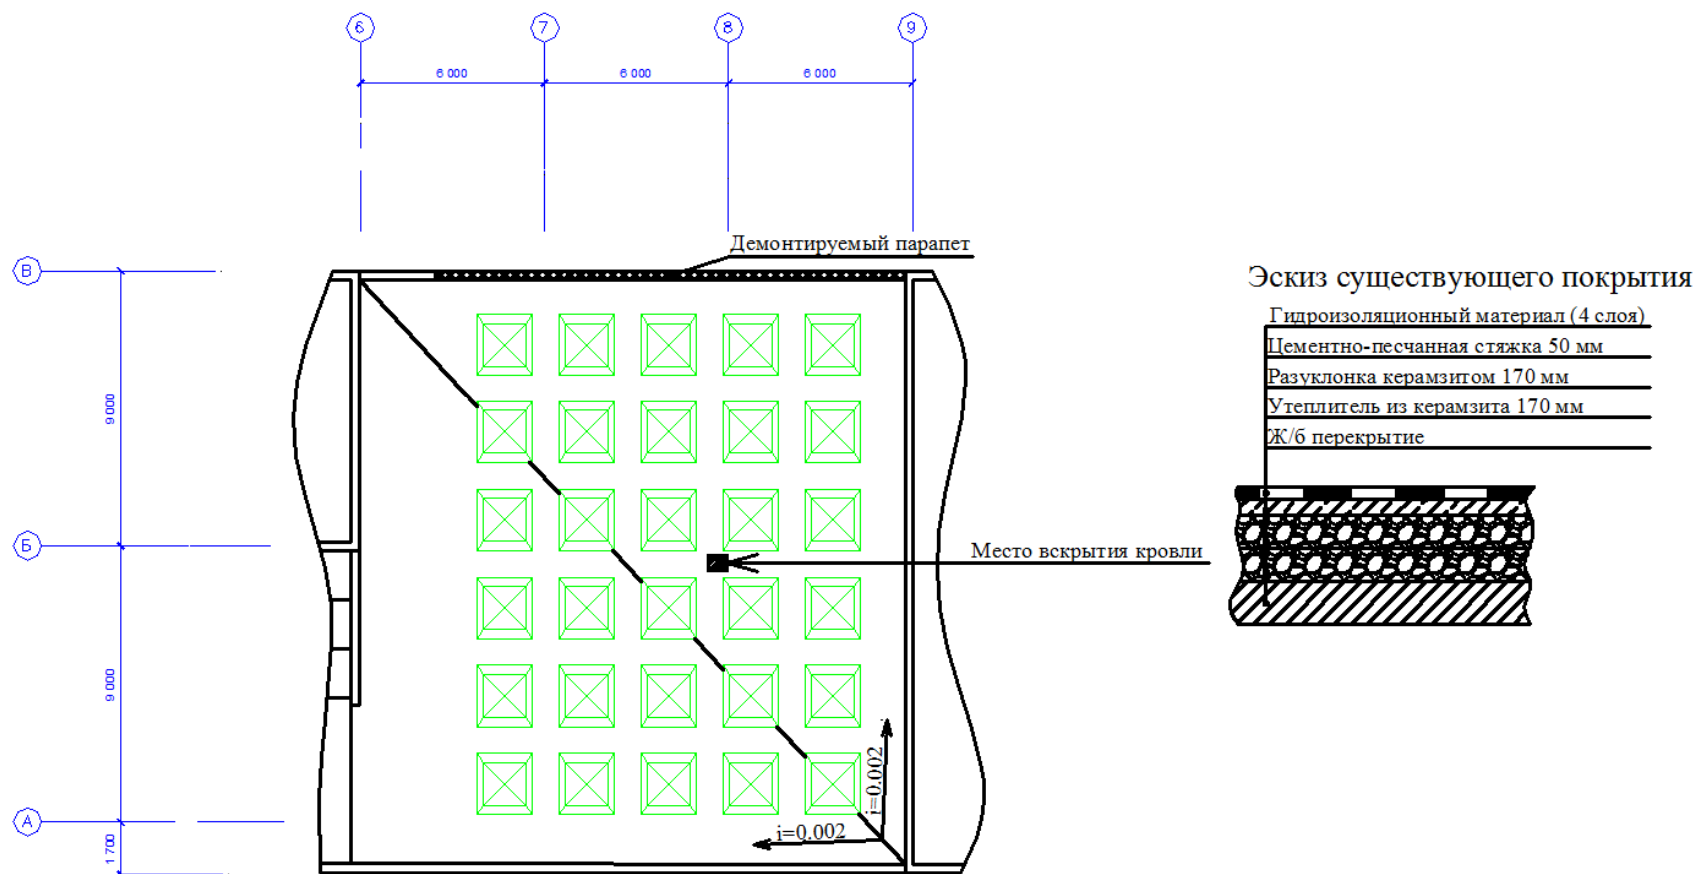 6
7
8
9
6 000
6 000
6 000
Демонтируемый парапет
В
Эскиз существующего покрытия
Гидроизоляционный материал (4 слоя)
Цементно-песчанная стяжка 50 мм
Разуклонка керамзитом 170 мм
Утеплитель из керамзита 170 мм
Ж/б перекрытие
9 000
Б
Место вскрытия кровли
9 000
i=0.002
i=0.002
А
1 700